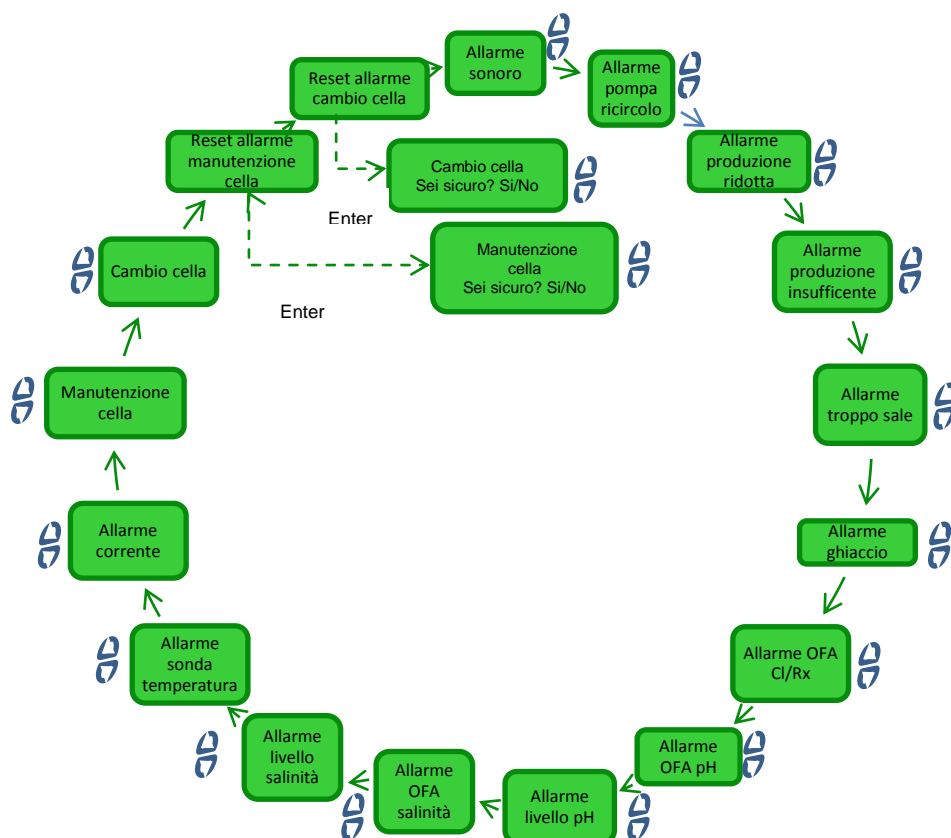 Allarme
sonoro
Allarme
pompa
ricircolo
Reset allarme
cambio cella
Reset allarme
manutenzione
cella
Allarme
produzione
ridotta
Cambio cella
Sei sicuro? Si/No
Enter
Manutenzione
cella
Sei sicuro? Si/No
Enter
Cambio cella
Allarme
produzione
insufficente
Manutenzione
cella
Allarme
troppo sale
Allarme
corrente
Allarme
ghiaccio
Allarme
sonda
temperatura
Allarme OFA
Cl/Rx
Allarme
livello
salinità
Allarme
OFA
salinità
Allarme
livello pH
Allarme
OFA pH